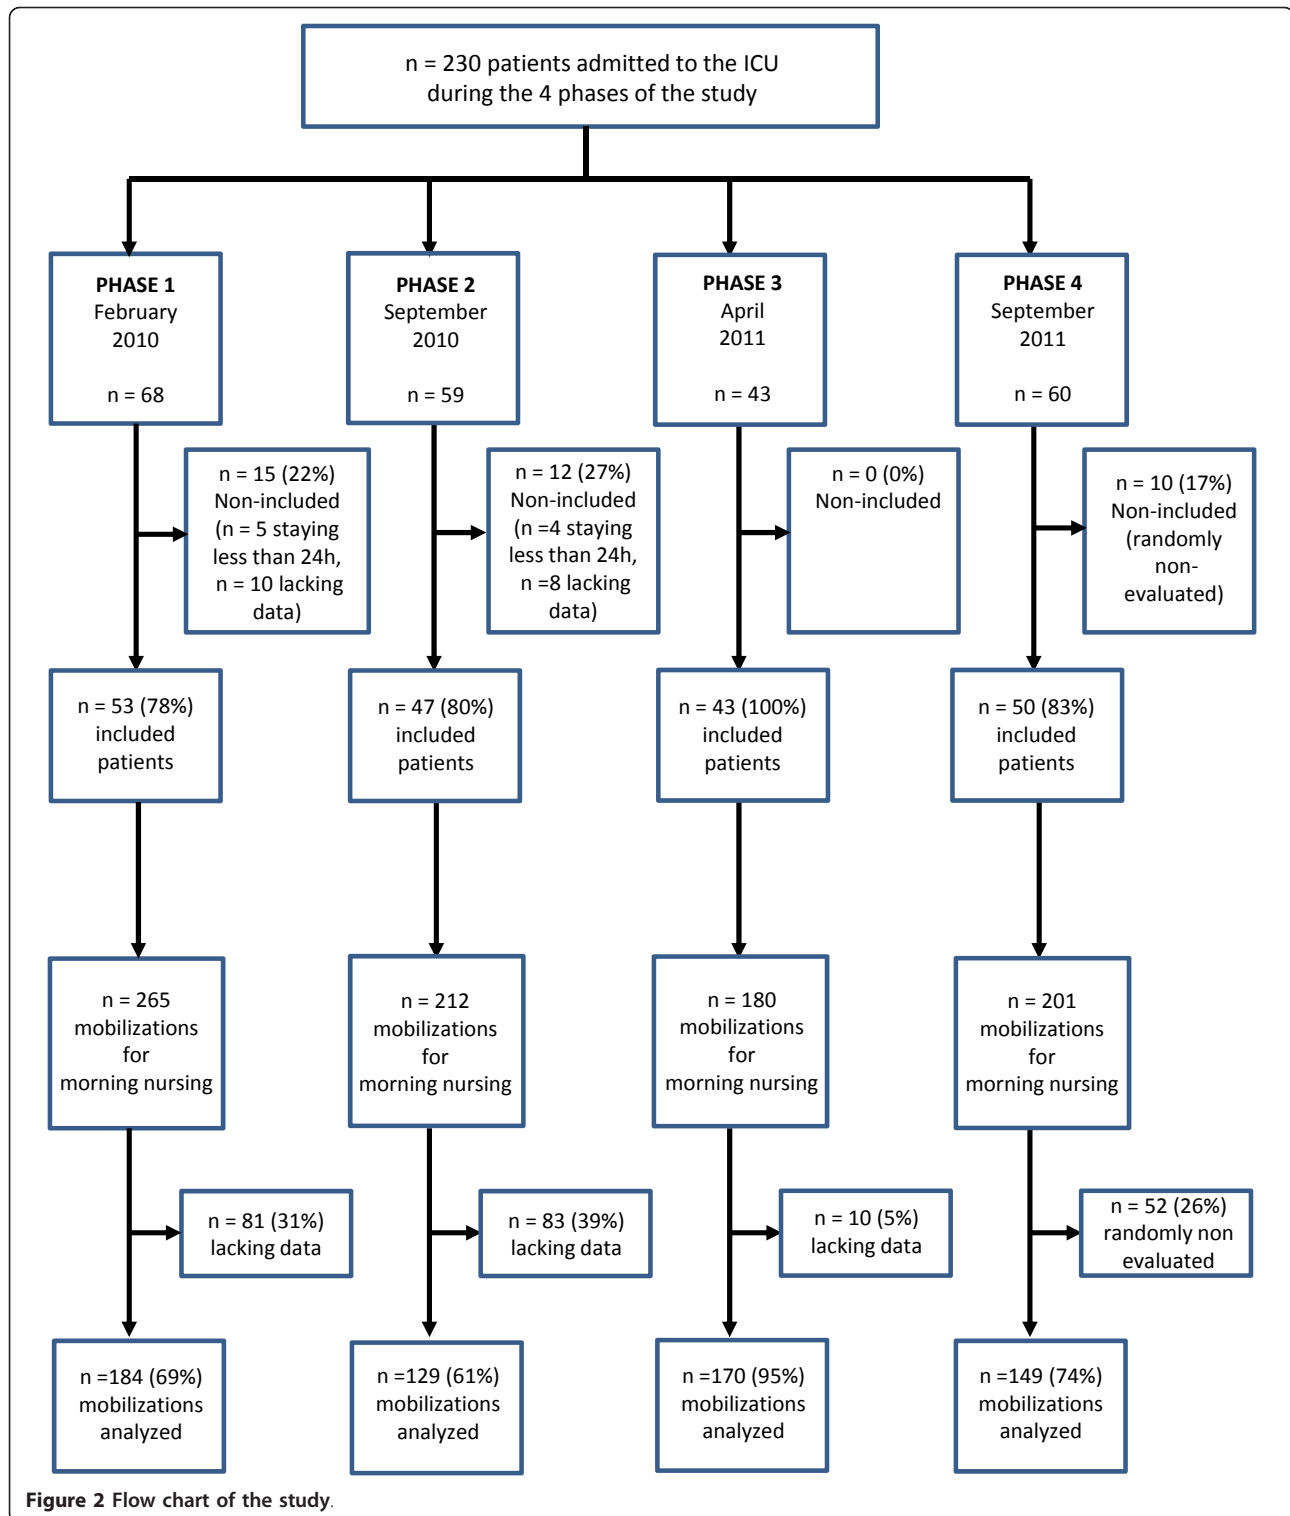 n = 230 patients admitted to the ICU
during the 4 phases of the study
PHASE 1
February
2010
n = 68
PHASE 2
September
2010
n = 59
PHASE 3
April
2011
n = 43
PHASE 4
September
2011
n = 60
n = 15 (22%)
Non-included
(n = 5 staying
less than 24h,
n = 10 lacking
data)
n = 12 (27%)
Non-included
(n =4 staying
less than 24h,
n =8 lacking
data)
n = 0 (0%)
Non-included
n = 10 (17%)
Non-included
(randomly
non-
evaluated)
n = 53 (78%)
included
patients
n = 47 (80%)
included
patients
n = 43 (100%)
included
patients
n = 50 (83%)
included
patients
n = 265
mobilizations
for
morning nursing
n = 212
mobilizations
for
morning nursing
n = 180
mobilizations
for
morning nursing
n = 201
mobilizations
for
morning nursing
n = 81 (31%)
lacking data
n = 83 (39%)
lacking data
n = 10 (5%)
lacking data
n = 52 (26%)
randomly non
evaluated
n =184 (69%)
mobilizations
analyzed
n =129 (61%)
mobilizations
analyzed
n =170 (95%)
mobilizations
analyzed
n =149 (74%)
mobilizations
analyzed
Figure 2 Flow chart of the study.